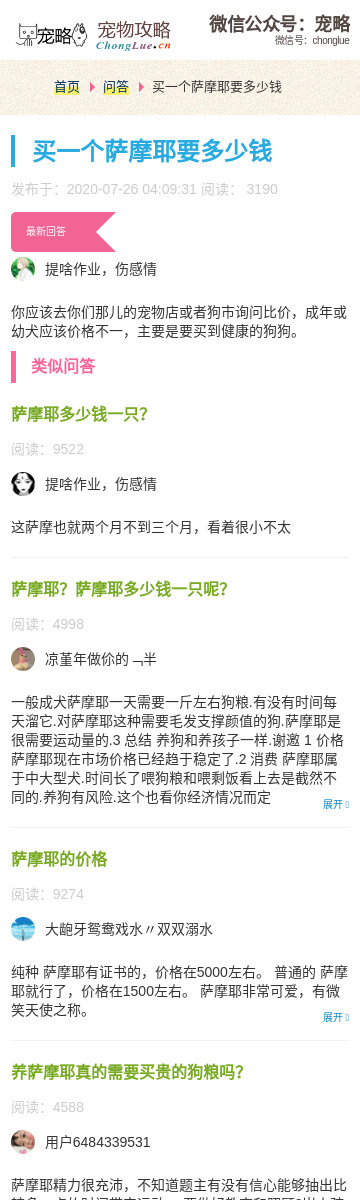 宠略
宠物攻略
ChongLue.cn
微信公众号：宠略
微信号：chonglue
首页 问答 买一个萨摩耶要多少钱
买一个萨摩耶要多少钱
发布于：2020-07-26 04:09:31 阅读： 3190
最新回答
提啥作业，伤感情
你应该去你们那儿的宠物店或者狗市询问比价，成年或
幼犬应该价格不一，主要是要买到健康的狗狗。
类似问答
萨摩耶多少钱一只？
阅读：9522
提啥作业，伤感情
这萨摩也就两个月不到三个月，看着很小不太
萨摩耶？萨摩耶多少钱一只呢？
阅读：4998
凉堇年做价的﹃半
一般成犬萨摩耶一天需要一斤左右狗粮.有没有时间每
天溜它.对萨摩耶这种需要毛发支撑颜值的狗.萨摩耶是
很需要运动量的.3 总结 养狗和养孩子一样.谢邀 1 价格
萨摩耶现在市场价格已经趋于稳定了.2 消费 萨摩耶属
于中大型犬.时间长了喂狗粮和喂剩饭看上去是截然不
同的.养狗有风险.这个也看你经济情况而定
展开
萨摩耶的价格
阅读：9274
大龅牙鸳鸯戏水〃双双溺水
纯种 萨摩耶有证书的，价格在5000左右。 普通的 萨摩
耶就行了，价格在1500左右。 萨摩耶非常可爱，有微
笑天使之称。
展开
养萨摩耶真的需要买贵的狗粮吗？
阅读：4588
用户6484339531
萨摩耶精力很充沛，不知道题主有没有信心能够抽出比